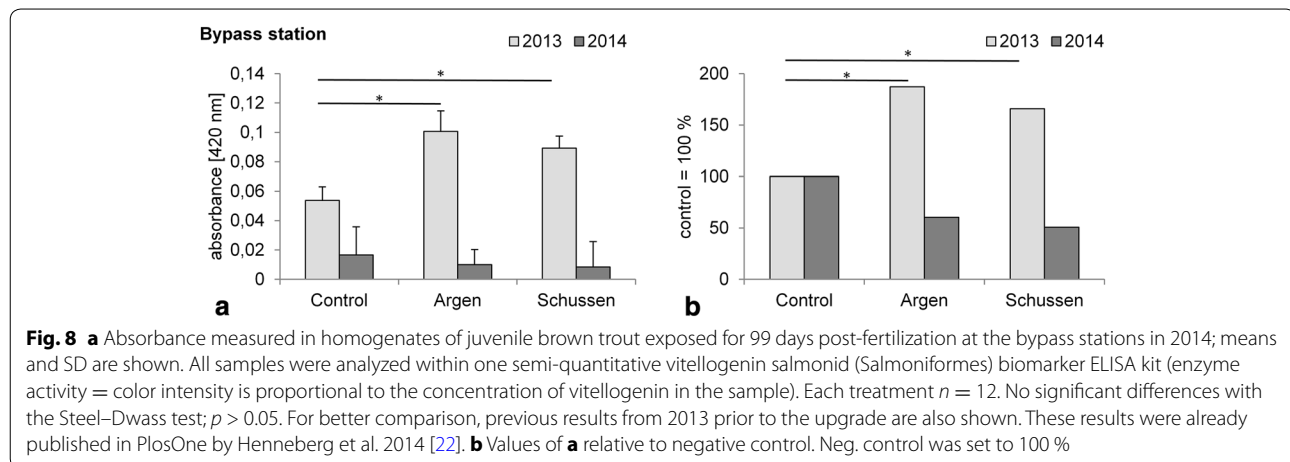 Bypass station
2013 2014
2013 2014
*
*
*
*
absorbance [420 nm]
0,14
0,12
0,1
0,08
0,06
0,04
0,02
0
Control Argen Schussen
a
control = 100 %
200
150
100
50
0
Control Argen Schussen
b
Fig. 8 a Absorbance measured in homogenates of juvenile brown trout exposed for 99 days post-fertilization at the bypass stations in 2014; means
and SD are shown. All samples were analyzed within one semi-quantitative vitellogenin salmonid (Salmoniformes) biomarker ELISA kit (enzyme
activity = color intensity is proportional to the concentration of vitellogenin in the sample). Each treatment n = 12. No significant differences with
the Steel–Dwass test; p > 0.05. For better comparison, previous results from 2013 prior to the upgrade are also shown. These results were already
published in PlosOne by Henneberg et al. 2014 [22]. b Values of a relative to negative control. Neg. control was set to 100 %